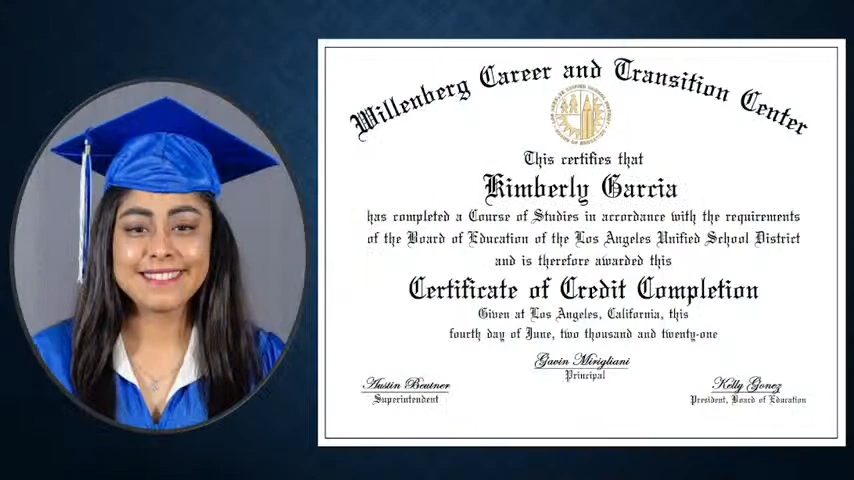 Willenberg Career and Transition Center
This certifies that
Kimberly Garcia
has completed a Course of Studies in accordance with the requirements
of the Board of Education of the Los Angeles Unified School District
and is therefore awarded this
Certificate of Credit Completion
Given at Los Angeles, California, this
fourth day of June, two thousand and twenty-one
Gavin Mirigliani
Principal
Austin Beutner
Superintendent
Kelly Gonez
President, Board of Education